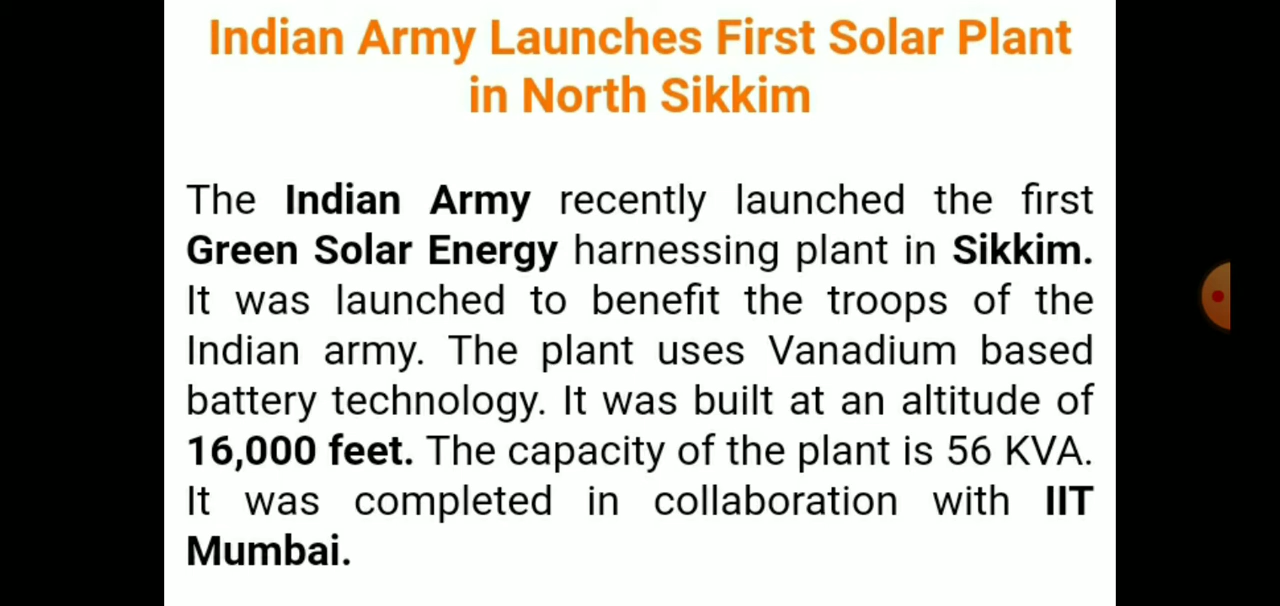 Indian Army Launches First Solar Plant
in North Sikkim
The Indian Army recently launched the first
Green Solar Energy harnessing plant in Sikkim.
It was launched to benefit the troops of the
Indian army. The plant uses Vanadium based
battery technology. It was built at an altitude of
16,000 feet. The capacity of the plant is 56 KVA.
It was completed in collaboration with IIT
Mumbai.